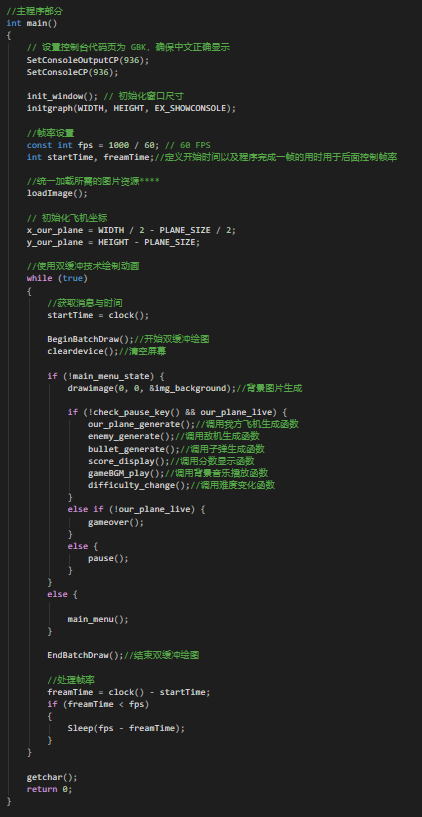 //主程序部分
int main()
{
    // 设置控制台代码页为 GBK，确保中文正确显示
    SetConsoleOutputCP(936);
    SetConsoleCP(936);

    init_window(); // 初始化窗口尺寸
    initgraph(WIDTH, HEIGHT, EX_SHOWCONSOLE);

    //帧率设置
    const int fps = 1000 / 60; // 60 FPS
    int startTime, freamTime;//定义开始时间以及程序完成一帧的用时用于后面控制帧率

    //统一加载所需的图片资源****
    loadImage();

    // 初始化飞机坐标
    x_our_plane = WIDTH / 2 - PLANE_SIZE / 2;
    y_our_plane = HEIGHT - PLANE_SIZE;

    //使用双缓冲技术绘制动画
    while (true)
    {
        //获取消息与时间
        startTime = clock();

        BeginBatchDraw();//开始双缓冲绘图
        cleardevice();//清空屏幕

        if (!main_menu_state) {
            drawimage(0, 0, &img_background);//背景图片生成

            if (!check_pause_key() && our_plane_live) {
                our_plane_generate();//调用我方飞机生成函数
                enemy_generate();//调用敌机生成函数
                bullet_generate();//调用子弹生成函数
                score_display();//调用分数显示函数
                gameBGM_play();//调用背景音乐播放函数
                difficulty_change();//调用难度变化函数
            }
            else if (!our_plane_live) {
                gameover();
            }
            else {
                pause();
            }
        }
        else {

            main_menu();
        }

        EndBatchDraw();//结束双缓冲绘图

        //处理帧率
        freamTime = clock() - startTime;
        if (freamTime < fps)
        {
            Sleep(fps - freamTime);
        }
    }

    getchar();
    return 0;
}